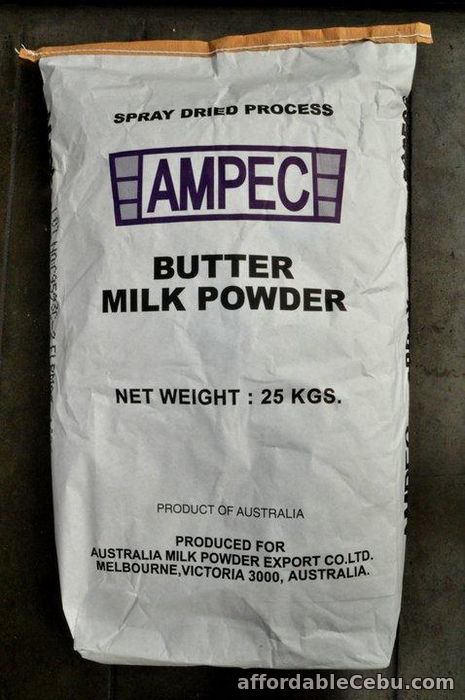 SPRAY DRIED PROCESS
AMPEC
BUTTER
MILK POWDER
NET WEIGHT : 25 KGS.
PRODUCT OF AUSTRALIA
PRODUCED FOR
AUSTRALIA MILK POWDER EXPORT CO.LTD.
MELBOURNE,VICTORIA 3000, AUSTRALIA.
affordableCebu.com